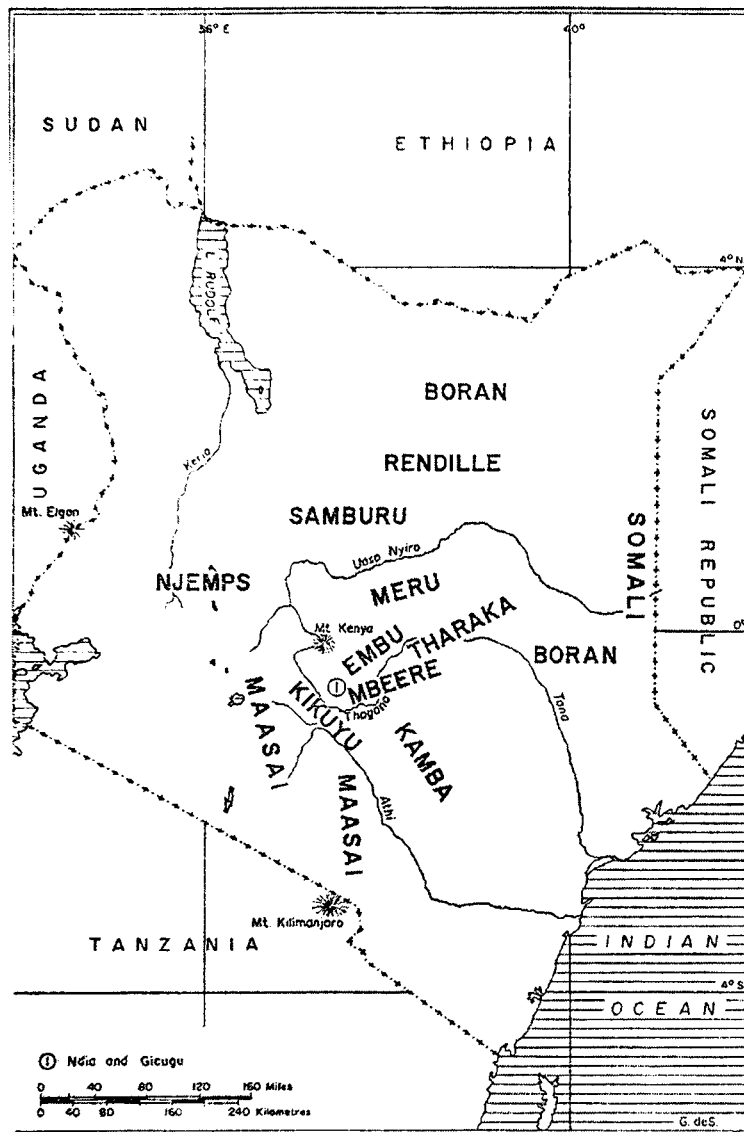 36° E
40°
SUDAN
ETHIOPIA
4° N
L. RUDOLF
UGANDA
BORAN
SOMALI REPUBLIC
Kerio
RENDILLE
Mt. Elgon
SAMBURU
SOMALI
Uaso Nyiro
NJEMPS
MERU
Mt. Kenya
0°
EMBU
THARAKA
BORAN
1
MBEERE
KIKUYU
Thagana
Tana
MAASAI
KAMBA
MAASAI
Athi
Mt. Kilimanjaro
TANZANIA
INDIAN
4° S
OCEAN
1 Ndia and Gicugu
0 40 80 120 160 Miles
0 40 80 160 240 Kilometres
G. deS.